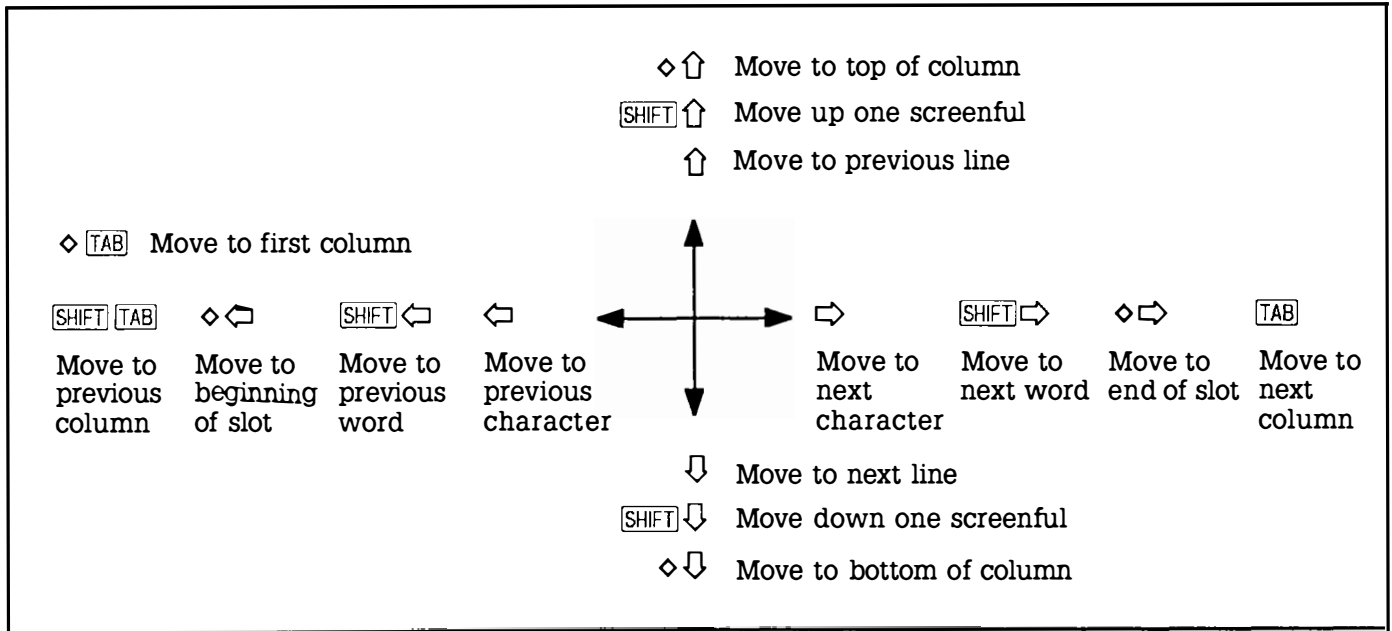 ◇⇧ Move to top of column
SHIFT ⇧ Move up one screenful
⇧ Move to previous line
◇ TAB Move to first column
SHIFT TAB ◇⇦ SHIFT ⇦ ⇦ ⇨ SHIFT ⇨ ◇⇨ TAB
Move to Move to Move to Move to Move to Move to Move to Move to
previous beginning previous previous next next word end of slot next
column of slot word character character column
⇩ Move to next line
SHIFT ⇩ Move down one screenful
◇⇩ Move to bottom of column